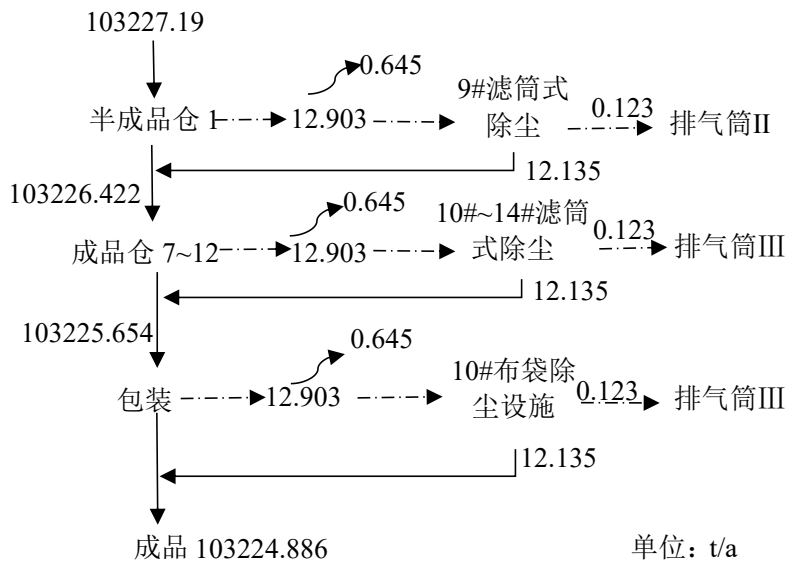 103227.19
0.645
半成品仓 1
12.903
9#滤筒式
除尘
0.123
排气筒II
12.135
103226.422
0.645
成品仓 7~12
12.903
10#~14#滤筒
式除尘
0.123
排气筒III
12.135
103225.654
0.645
包装
12.903
10#布袋除
尘设施
0.123
排气筒III
12.135
成品 103224.886
单位：t/a